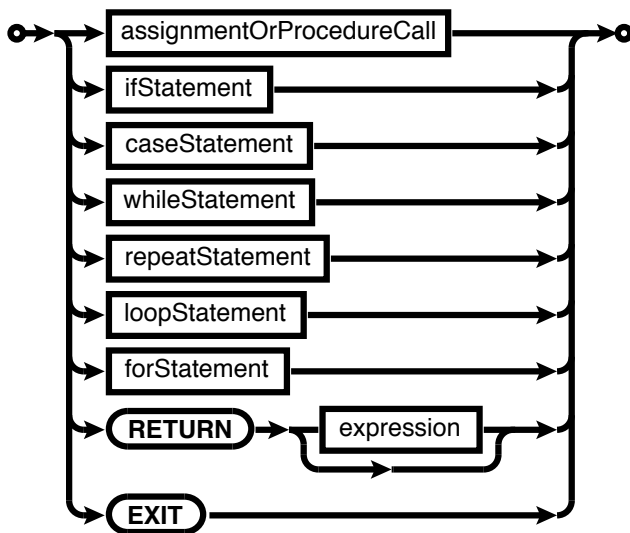 assignmentOrProcedureCall
ifStatement
caseStatement
whileStatement
repeatStatement
loopStatement
forStatement
RETURN expression
EXIT